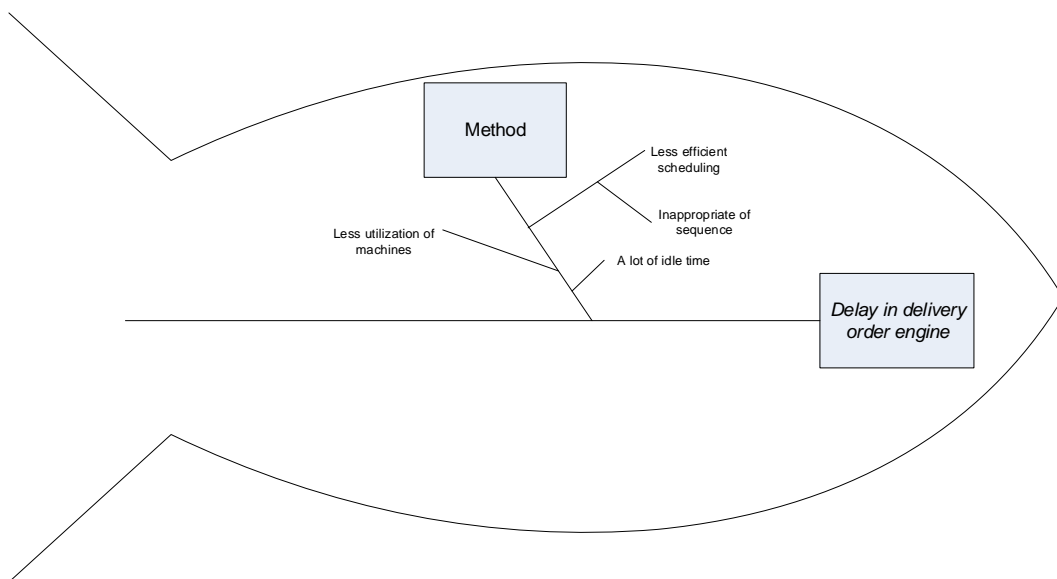 Method
Less efficient
scheduling
Inappropriate of
sequence
Less utilization of
machines
A lot of idle time
Delay in delivery
order engine